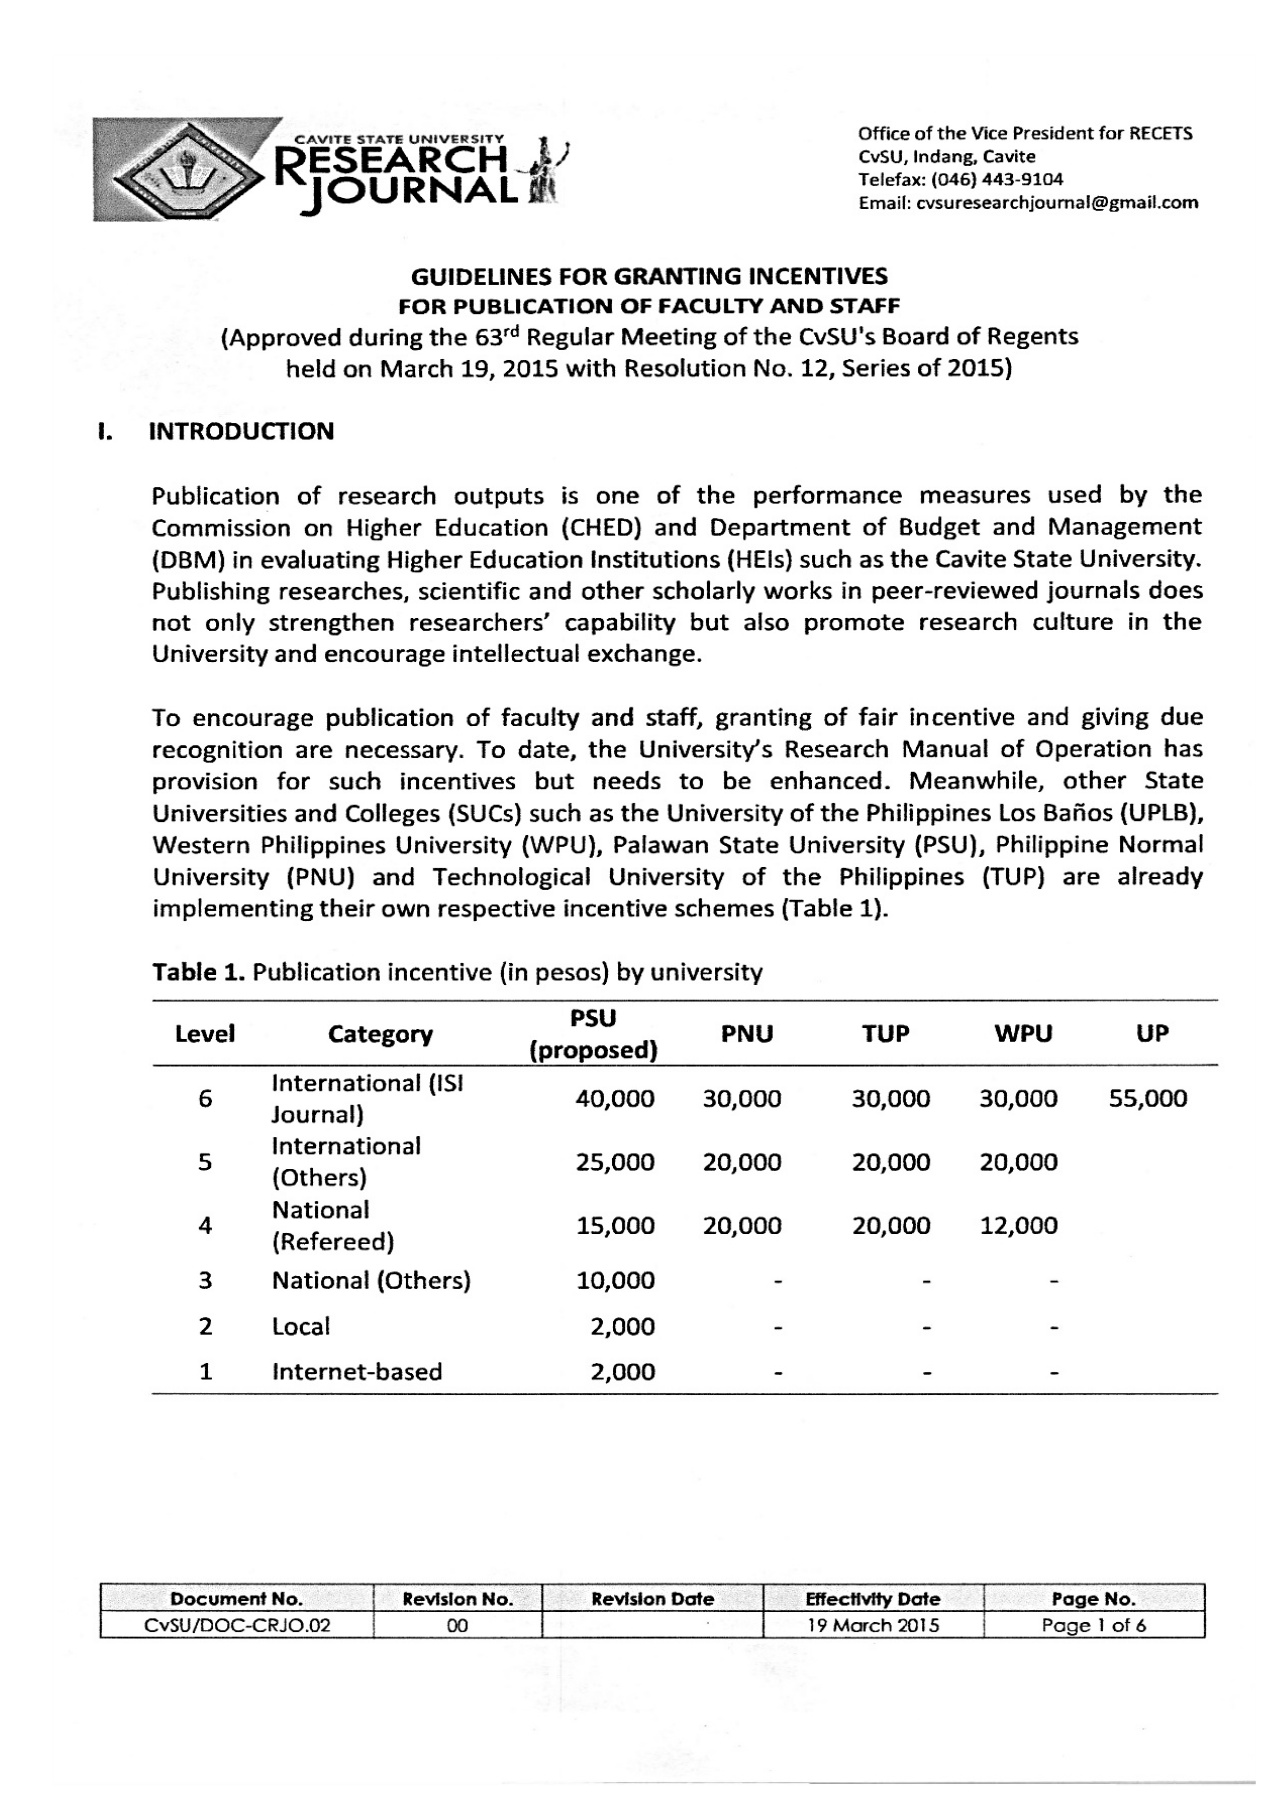 CAVITE STATE UNIVERSITY
RESEARCH
JOURNAL
Office of the Vice President for RECETS
CvSU, Indang, Cavite
Telefax: (046) 443-9104
Email: cvsuresearchjournal@gmail.com
GUIDELINES FOR GRANTING INCENTIVES
FOR PUBLICATION OF FACULTY AND STAFF
(Approved during the 63rd Regular Meeting of the CvSU's Board of Regents
held on March 19, 2015 with Resolution No. 12, Series of 2015)
I. INTRODUCTION
Publication of research outputs is one of the performance measures used by the
Commission on Higher Education (CHED) and Department of Budget and Management
(DBM) in evaluating Higher Education Institutions (HEIs) such as the Cavite State University.
Publishing researches, scientific and other scholarly works in peer-reviewed journals does
not only strengthen researchers’ capability but also promote research culture in the
University and encourage intellectual exchange.
To encourage publication of faculty and staff, granting of fair incentive and giving due
recognition are necessary. To date, the University’s Research Manual of Operation has
provision for such incentives but needs to be enhanced. Meanwhile, other State
Universities and Colleges (SUCs) such as the University of the Philippines Los Baños (UPLB),
Western Philippines University (WPU), Palawan State University (PSU), Philippine Normal
University (PNU) and Technological University of the Philippines (TUP) are already
implementing their own respective incentive schemes (Table 1).
Table 1. Publication incentive (in pesos) by university
Level Category PSU (proposed) PNU TUP WPU UP
6 International (ISI Journal) 40,000 30,000 30,000 30,000 55,000
5 International (Others) 25,000 20,000 20,000 20,000
4 National (Refereed) 15,000 20,000 20,000 12,000
3 National (Others) 10,000 - - -
2 Local 2,000 - - -
1 Internet-based 2,000 - - -
Document No. Revision No. Revision Date Effectivity Date Page No.
CvSU/DOC-CRJO.02 00 19 March 2015 Page 1 of 6